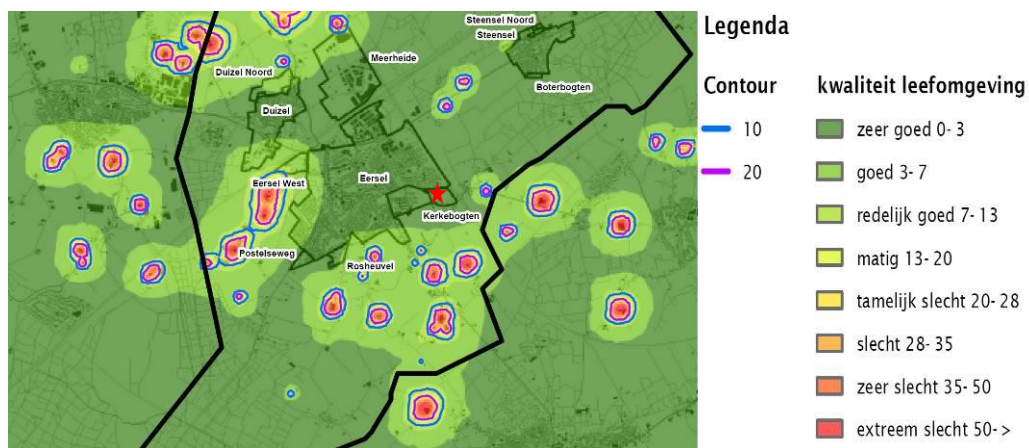 Steensel Noord
Steensel
Meerheide
Duizel Noord
Boterbogten
Duizel
Eersel West
Eersel
Kerkebogten
Postelseweg
Rosheuvel
Legenda
Contour
10
20
kwaliteit leefomgeving
zeer goed 0- 3
goed 3- 7
redelijk goed 7- 13
matig 13- 20
tamelijk slecht 20- 28
slecht 28- 35
zeer slecht 35- 50
extreem slecht 50- >